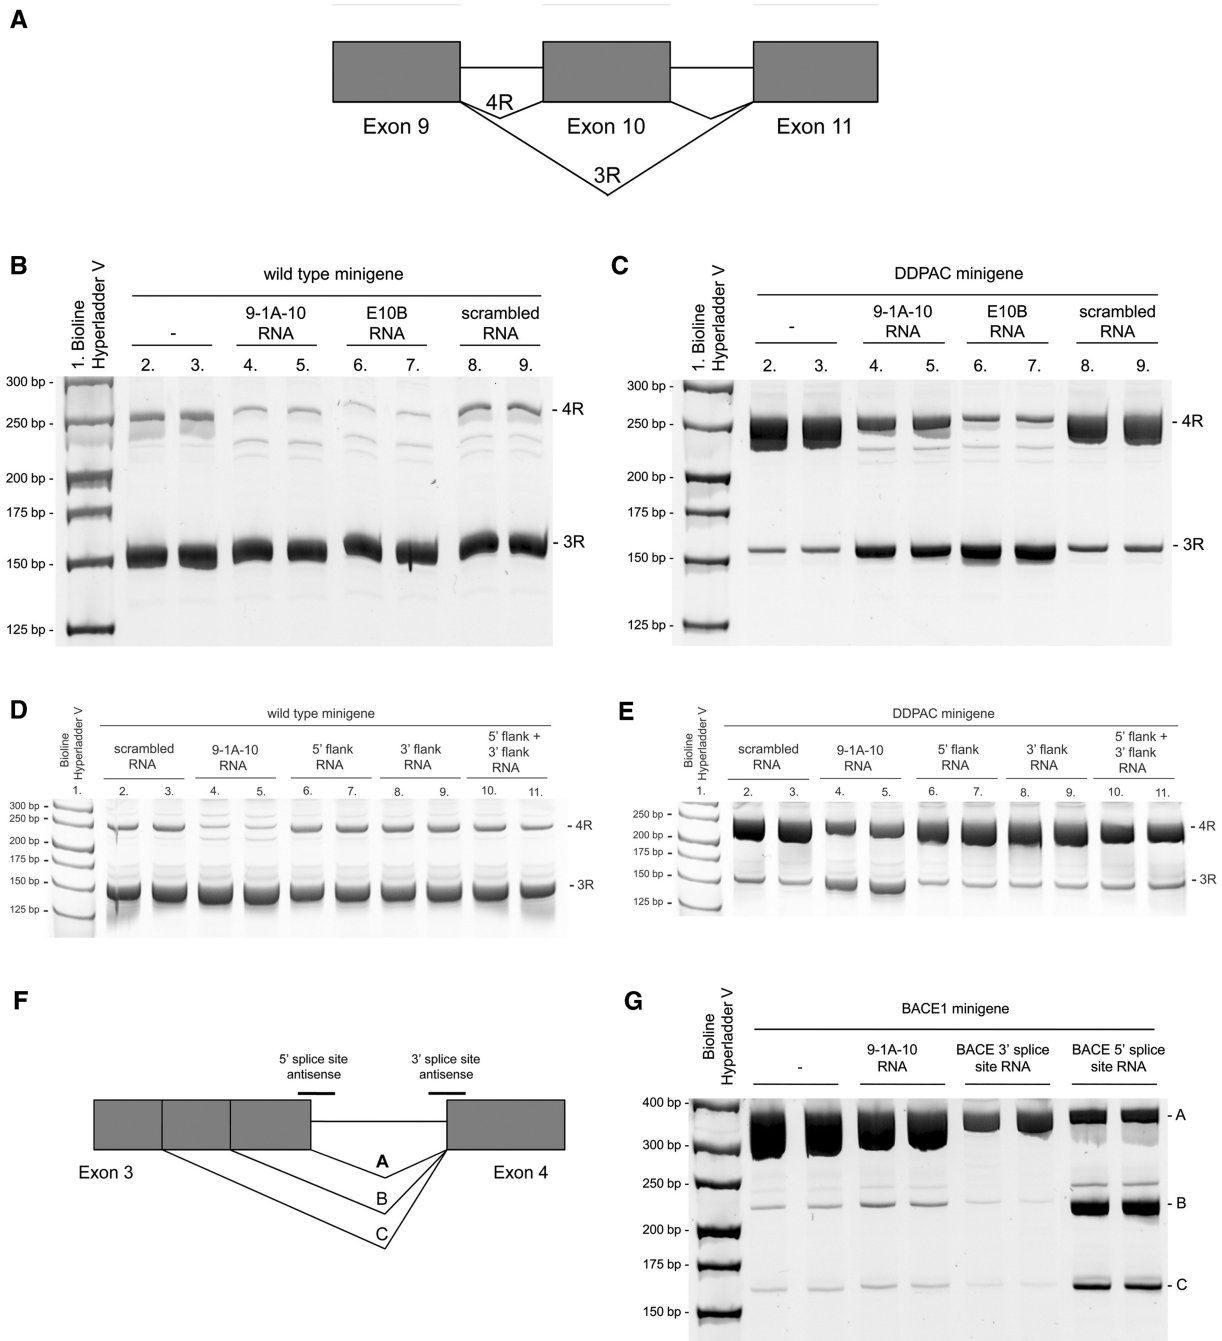 A
4R
Exon 9
Exon 10
Exon 11
3R
B
1. Bioline
Hyperladder V
wild type minigene
-
9-1A-10
RNA
E10B
RNA
scrambled
RNA
2. 3. 4. 5. 6. 7. 8. 9.
300 bp -
250 bp -
200 bp -
175 bp -
150 bp -
125 bp -
- 4R
- 3R
C
1. Bioline
Hyperladder V
DDPAC minigene
-
9-1A-10
RNA
E10B
RNA
scrambled
RNA
2. 3. 4. 5. 6. 7. 8. 9.
300 bp -
250 bp -
200 bp -
175 bp -
150 bp -
125 bp -
- 4R
- 3R
D
Bioline
Hyperladder V
wild type minigene
scrambled
RNA
9-1A-10
RNA
5' flank
RNA
3' flank
RNA
5' flank +
3' flank
RNA
1. 2. 3. 4. 5. 6. 7. 8. 9. 10. 11.
300 bp -
250 bp -
200 bp -
175 bp -
150 bp -
125 bp -
- 4R
- 3R
E
Bioline
Hyperladder V
DDPAC minigene
scrambled
RNA
9-1A-10
RNA
5' flank
RNA
3' flank
RNA
5' flank +
3' flank
RNA
1. 2. 3. 4. 5. 6. 7. 8. 9. 10. 11.
250 bp -
200 bp -
175 bp -
150 bp -
125 bp -
- 4R
- 3R
F
5' splice site
antisense
3' splice site
antisense
Exon 3
A
B
C
Exon 4
G
Bioline
Hyperladder V
BACE1 minigene
-
9-1A-10
RNA
BACE 3' splice
site RNA
BACE 5' splice
site RNA
400 bp -
300 bp -
250 bp -
200 bp -
175 bp -
150 bp -
- A
- B
- C